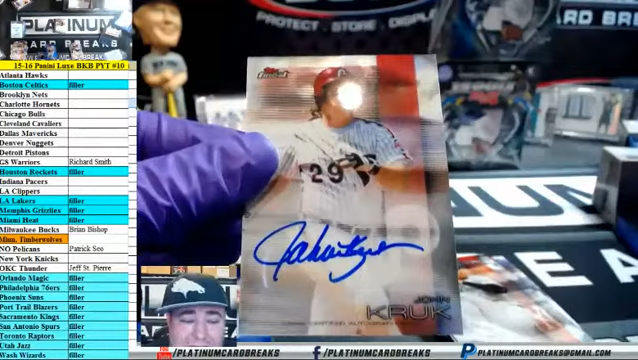 PLATINUM
CARD BREAKS
15-16 Panini Luxe BKB PYT #10
Atlanta Hawks
Boston Celtics filler
Brooklyn Nets
Charlotte Hornets
Chicago Bulls
Cleveland Cavaliers
Dallas Mavericks
Denver Nuggets
Detroit Pistons
GS Warriors Richard Smith
Houston Rockets filler
Indiana Pacers
LA Clippers
LA Lakers filler
Memphis Grizzlies filler
Miami Heat filler
Milwaukee Bucks Brian Bishop
Minn. Timberwolves
NO Pelicans Patrick Seo
New York Knicks
OKC Thunder Jeff St. Pierre
Orlando Magic filler
Philadelphia 76ers filler
Phoenix Suns filler
Port Trail Blazers filler
Sacramento Kings filler
San Antonio Spurs filler
Toronto Raptors filler
Utah Jazz filler
Wash Wizards filler
PROTECT · STORE · DISPLAY
ARD BREAKS
Finest
29
JOHN
KRUK
You Tube /PLATINUMCARDBREAKS
f /PLATINUMCARDBREAKS
P PLATINUMCARDBREAKS@YAHOO.COM